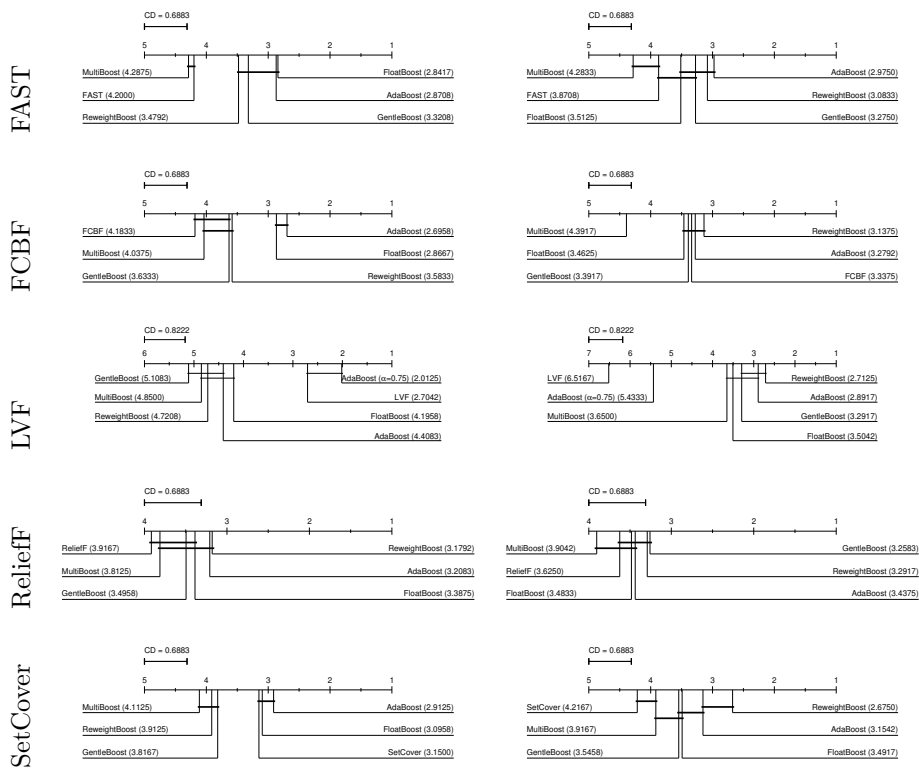 FAST
CD = 0.6883
5 4 3 2 1
MultiBoost (4.2875) FloatBoost (2.8417)
FAST (4.2000) AdaBoost (2.8708)
ReweightBoost (3.4792) GentleBoost (3.3208)
CD = 0.6883
5 4 3 2 1
MultiBoost (4.2833) AdaBoost (2.9750)
FAST (3.8708) ReweightBoost (3.0833)
FloatBoost (3.5125) GentleBoost (3.2750)
FCBF
CD = 0.6883
5 4 3 2 1
FCBF (4.1833) AdaBoost (2.6958)
MultiBoost (4.0375) FloatBoost (2.8667)
GentleBoost (3.6333) ReweightBoost (3.5833)
CD = 0.6883
5 4 3 2 1
MultiBoost (4.3917) ReweightBoost (3.1375)
FloatBoost (3.4625) AdaBoost (3.2792)
GentleBoost (3.3917) FCBF (3.3375)
LVF
CD = 0.8222
6 5 4 3 2 1
GentleBoost (5.1083) AdaBoost (α=0.75) (2.0125)
MultiBoost (4.8500) LVF (2.7042)
ReweightBoost (4.7208) FloatBoost (4.1958)
AdaBoost (4.4083)
CD = 0.8222
7 6 5 4 3 2 1
LVF (6.5167) ReweightBoost (2.7125)
AdaBoost (α=0.75) (5.4333) AdaBoost (2.8917)
MultiBoost (3.6500) GentleBoost (3.2917)
FloatBoost (3.5042)
ReliefF
CD = 0.6883
4 3 2 1
ReliefF (3.9167) ReweightBoost (3.1792)
MultiBoost (3.8125) AdaBoost (3.2083)
GentleBoost (3.4958) FloatBoost (3.3875)
CD = 0.6883
4 3 2 1
MultiBoost (3.9042) GentleBoost (3.2583)
ReliefF (3.6250) ReweightBoost (3.2917)
FloatBoost (3.4833) AdaBoost (3.4375)
SetCover
CD = 0.6883
5 4 3 2 1
MultiBoost (4.1125) AdaBoost (2.9125)
ReweightBoost (3.9125) FloatBoost (3.0958)
GentleBoost (3.8167) SetCover (3.1500)
CD = 0.6883
5 4 3 2 1
SetCover (4.2167) ReweightBoost (2.6750)
MultiBoost (3.9167) AdaBoost (3.1542)
GentleBoost (3.5458) FloatBoost (3.4917)